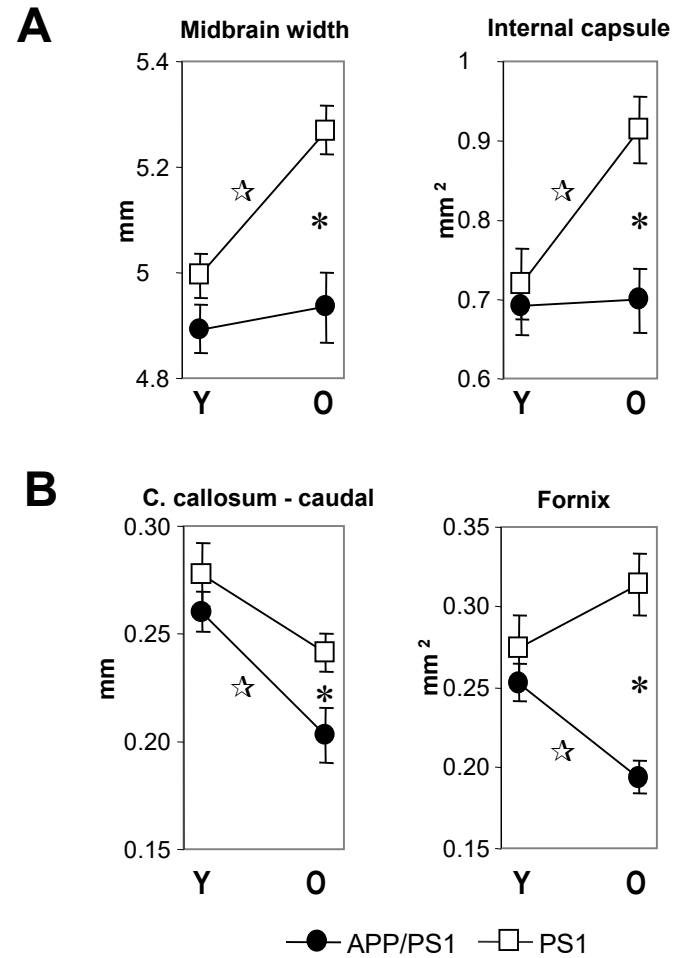 A
Midbrain width
Internal capsule
5.4
5.2
5
4.8
mm
☆
*
Y
O
1
0.9
0.8
0.7
0.6
mm²
☆
*
Y
O
B
C. callosum - caudal
Fornix
0.30
0.25
0.20
0.15
mm
☆
*
Y
O
0.35
0.30
0.25
0.20
0.15
mm²
☆
*
Y
O
APP/PS1
PS1